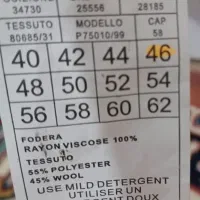 34730 25556 28185
TESSUTO MODELLO CAP
80685/31 P75010/99 58
40 42 44 46
48 50 52 54
56 58 60 62
FODERA
RAYON VISCOSE 100%
TESSUTO
55% POLYESTER
45% WOOL
USE MILD DETERGENT
UTILISER UN
DOUX